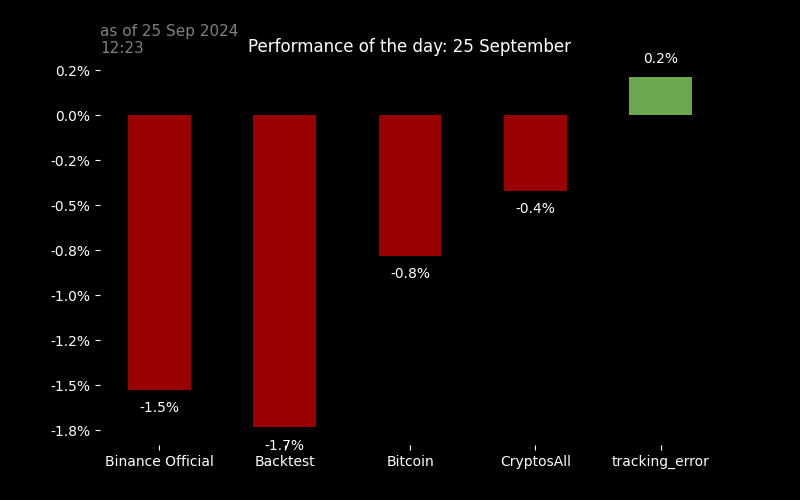 as of 25 Sep 2024
12:23
Performance of the day: 25 September
0.2%
0.2%
0.0%
-0.2%
-0.5%
-0.8%
-1.0%
-1.2%
-1.5%
-1.8%
-0.4%
-0.8%
-1.5%
-1.7%
Binance Official
Backtest
Bitcoin
CryptosAll
tracking_error